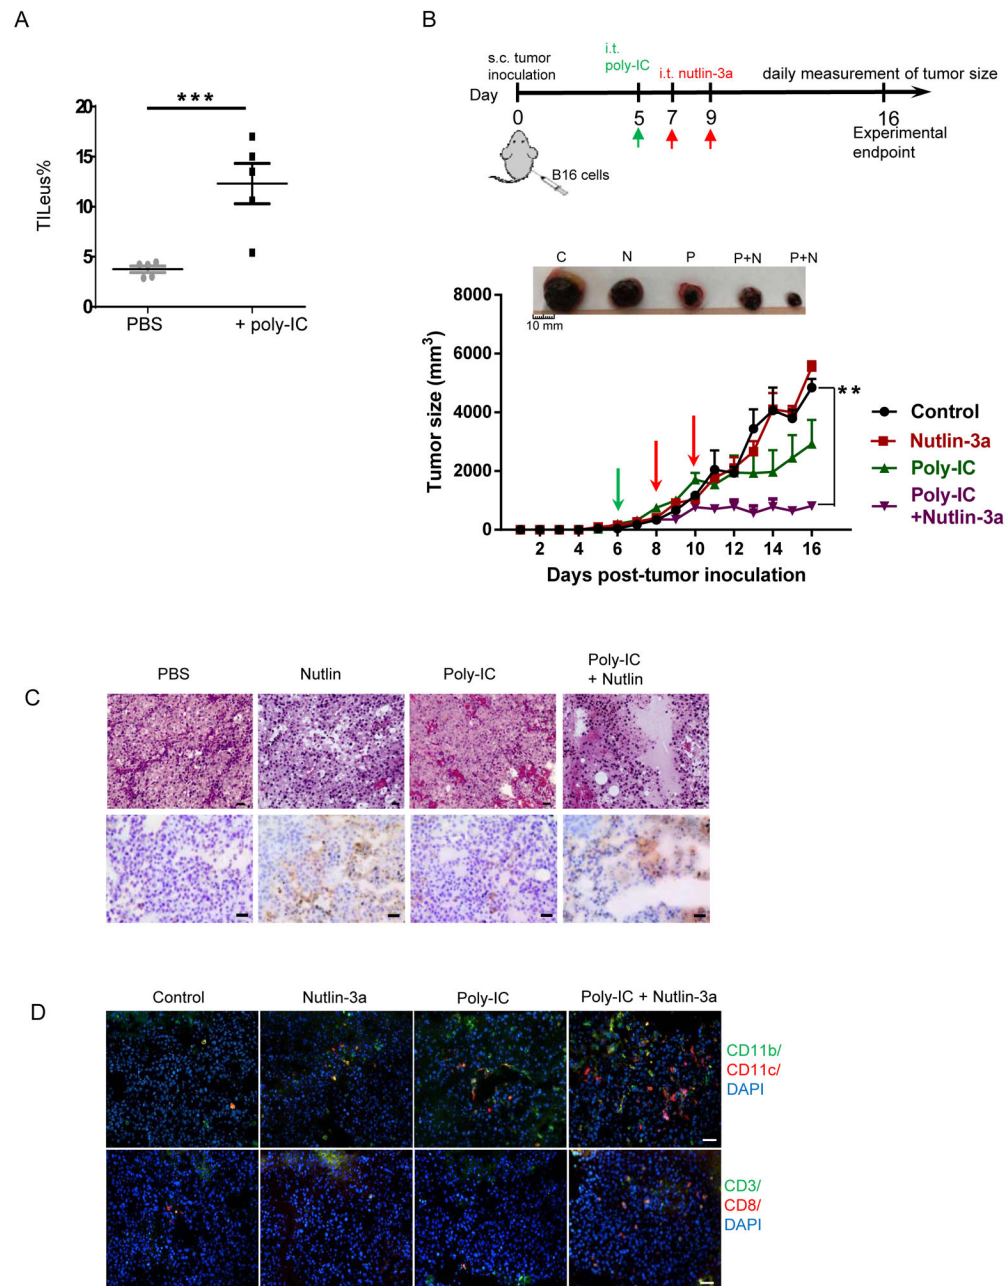 A
***
20
15
10
5
0
TILeus%
PBS
+ poly-IC
B
s.c. tumor
inoculation
i.t.
poly-IC
i.t. nutlin-3a
daily measurement of tumor size
Day
0
5
7
9
16
Experimental
endpoint
B16 cells
C
N
P
P+N
P+N
10 mm
8000
6000
4000
2000
0
Tumor size (mm³)
2
4
6
8
10
12
14
16
Days post-tumor inoculation
**
Control
Nutlin-3a
Poly-IC
Poly-IC
+Nutlin-3a
C
PBS
Nutlin
Poly-IC
Poly-IC
+ Nutlin
D
Control
Nutlin-3a
Poly-IC
Poly-IC + Nutlin-3a
CD11b/
CD11c/
DAPI
CD3/
CD8/
DAPI